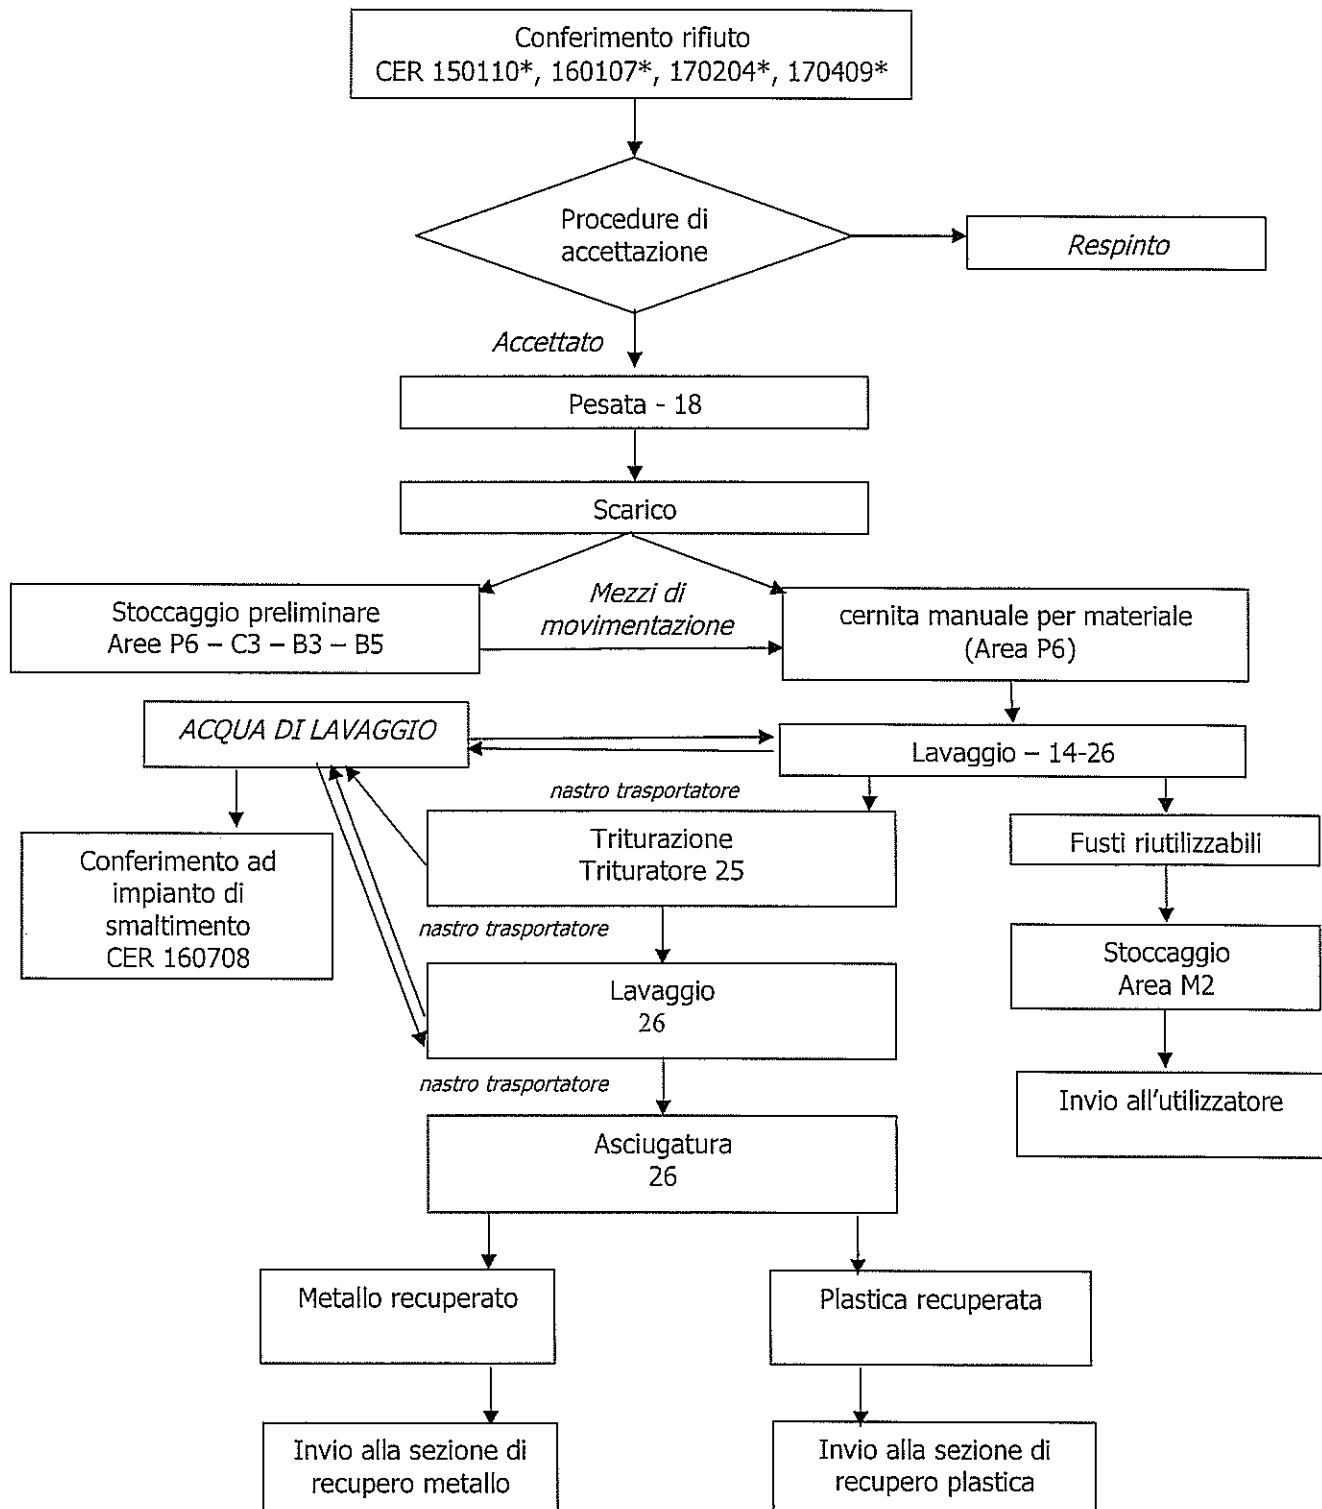 Conferimento rifiuto
CER 150110*, 160107*, 170204*, 170409*
Procedure di
accettazione
Respinto
Accettato
Pesata - 18
Scarico
Stoccaggio preliminare
Aree P6 – C3 – B3 – B5
Mezzi di
movimentazione
cernita manuale per materiale
(Area P6)
ACQUA DI LAVAGGIO
Lavaggio – 14-26
nastro trasportatore
Conferimento ad
impianto di
smaltimento
CER 160708
Triturazione
Trituratore 25
Fusti riutilizzabili
nastro trasportatore
Lavaggio
26
Stoccaggio
Area M2
nastro trasportatore
Invio all'utilizzatore
Asciugatura
26
Metallo recuperato
Plastica recuperata
Invio alla sezione di
recupero metallo
Invio alla sezione di
recupero plastica